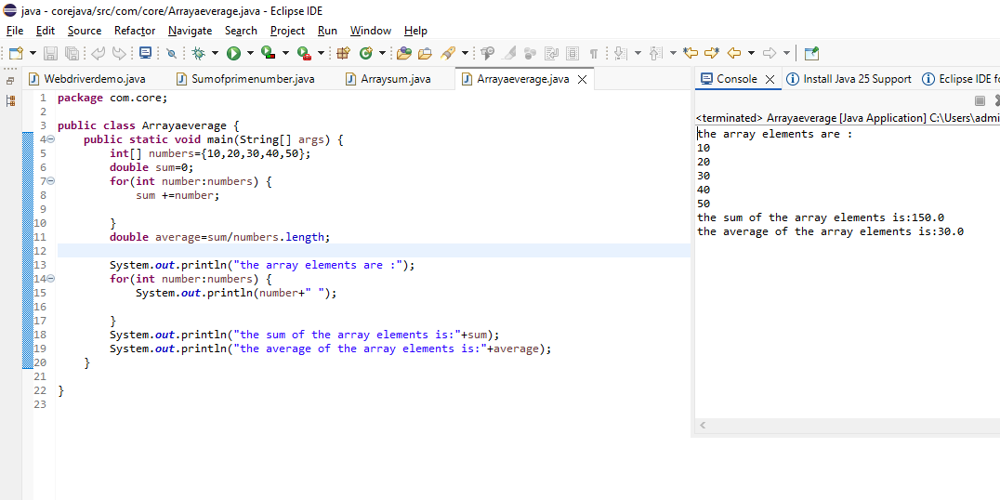 java - corejava/src/com/core/Arrayaeverage.java - Eclipse IDE
File Edit Source Refactor Navigate Search Project Run Window Help
Webdriverdemo.java Sumofprimenumber.java Arraysum.java Arrayaeverage.java
1 package com.core;
2
3 public class Arrayaeverage {
4 public static void main(String[] args) {
5 int[] numbers={10,20,30,40,50};
6 double sum=0;
7 for(int number:numbers) {
8 sum +=number;
9
10 }
11 double average=sum/numbers.length;
12
13 System.out.println("the array elements are :");
14 for(int number:numbers) {
15 System.out.println(number+" ");
16
17 }
18 System.out.println("the sum of the array elements is:"+sum);
19 System.out.println("the average of the array elements is:"+average);
20 }
21
22 }
23
Console Install Java 25 Support Eclipse IDE fo
<terminated> Arrayaeverage [Java Application] C:\Users\admi
the array elements are :
10
20
30
40
50
the sum of the array elements is:150.0
the average of the array elements is:30.0